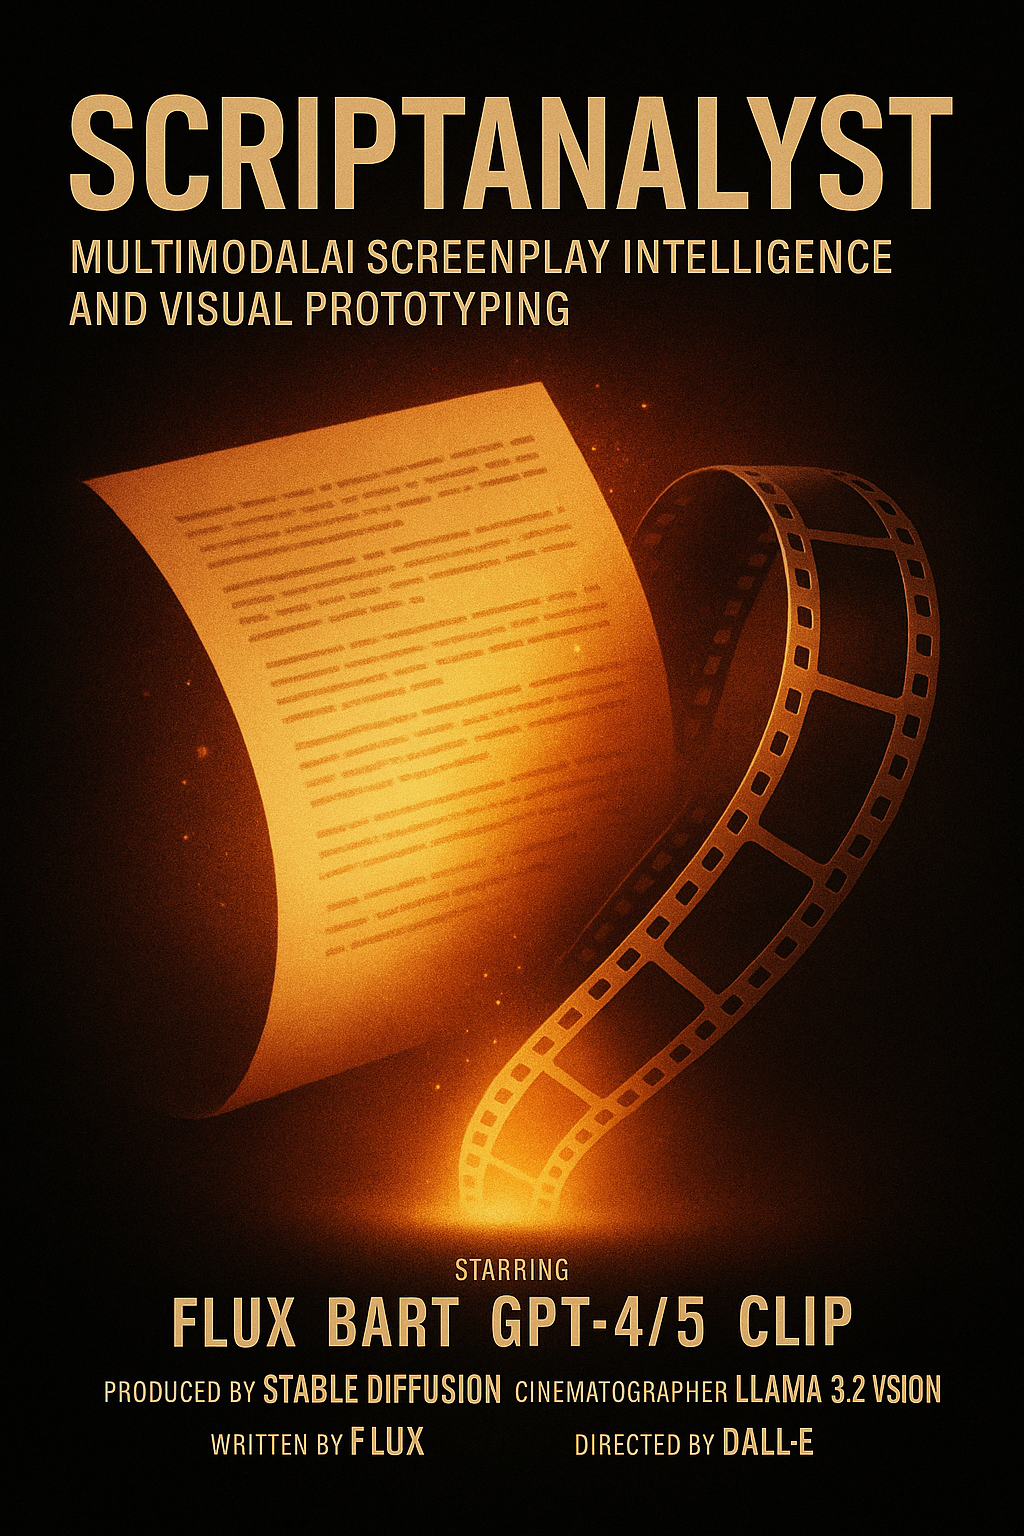 SCRIPTANALYST
MULTIMODALAI SCREENPLAY INTELLIGENCE
AND VISUAL PROTOTYPING
STARRING
FLUX BART GPT-4/5 CLIP
PRODUCED BY STABLE DIFFUSION CINEMATOGRAPHER LLAMA 3.2 VSION
WRITTEN BY FLUX DIRECTED BY DALL-E